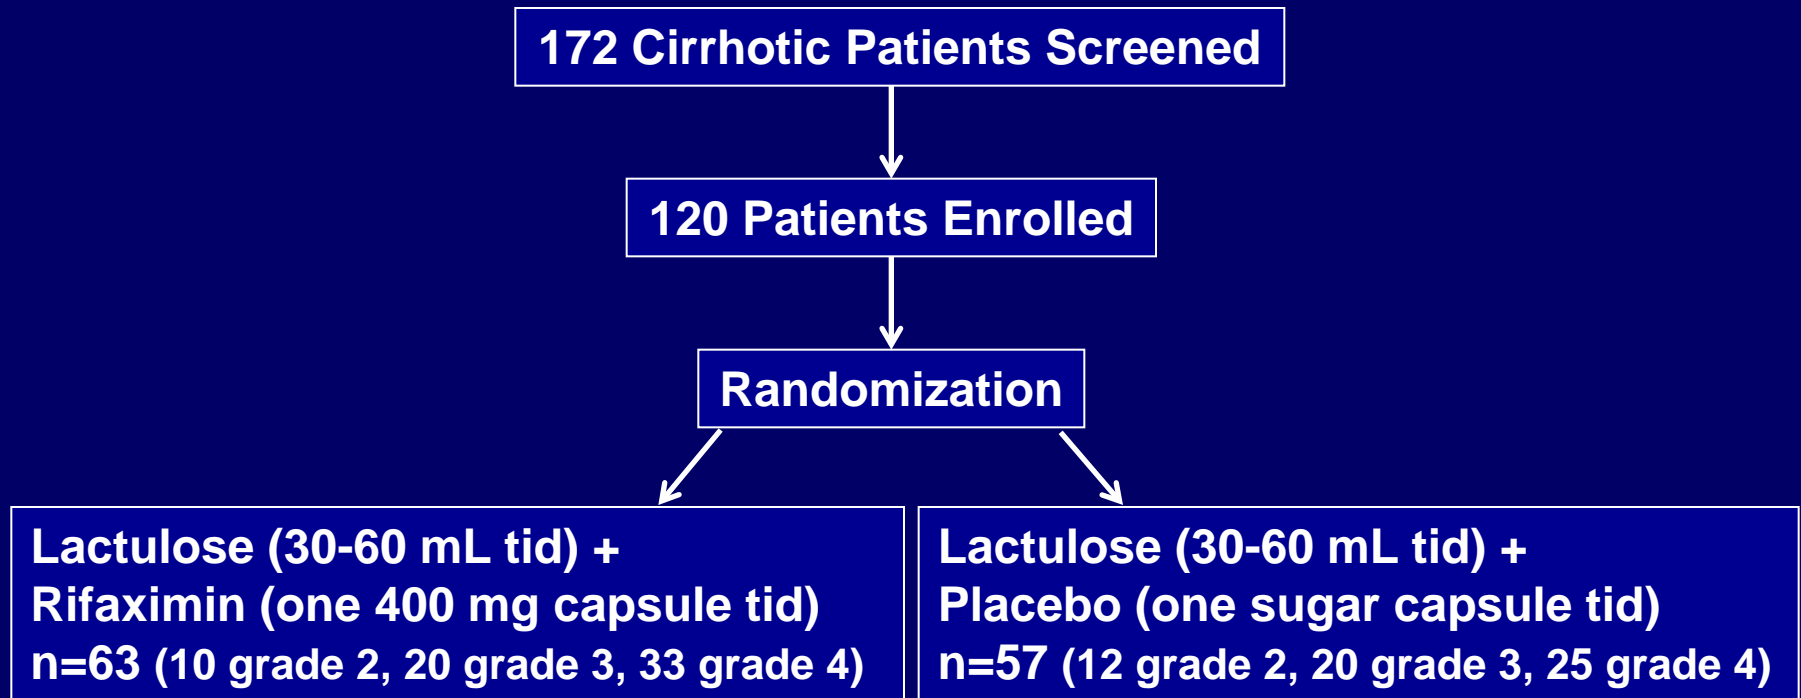 172 Cirrhotic Patients Screened
120 Patients Enrolled
Randomization
Lactulose (30-60 mL tid) +
Rifaximin (one 400 mg capsule tid)
n=63 (10 grade 2, 20 grade 3, 33 grade 4)
Lactulose (30-60 mL tid) +
Placebo (one sugar capsule tid)
n=57 (12 grade 2, 20 grade 3, 25 grade 4)